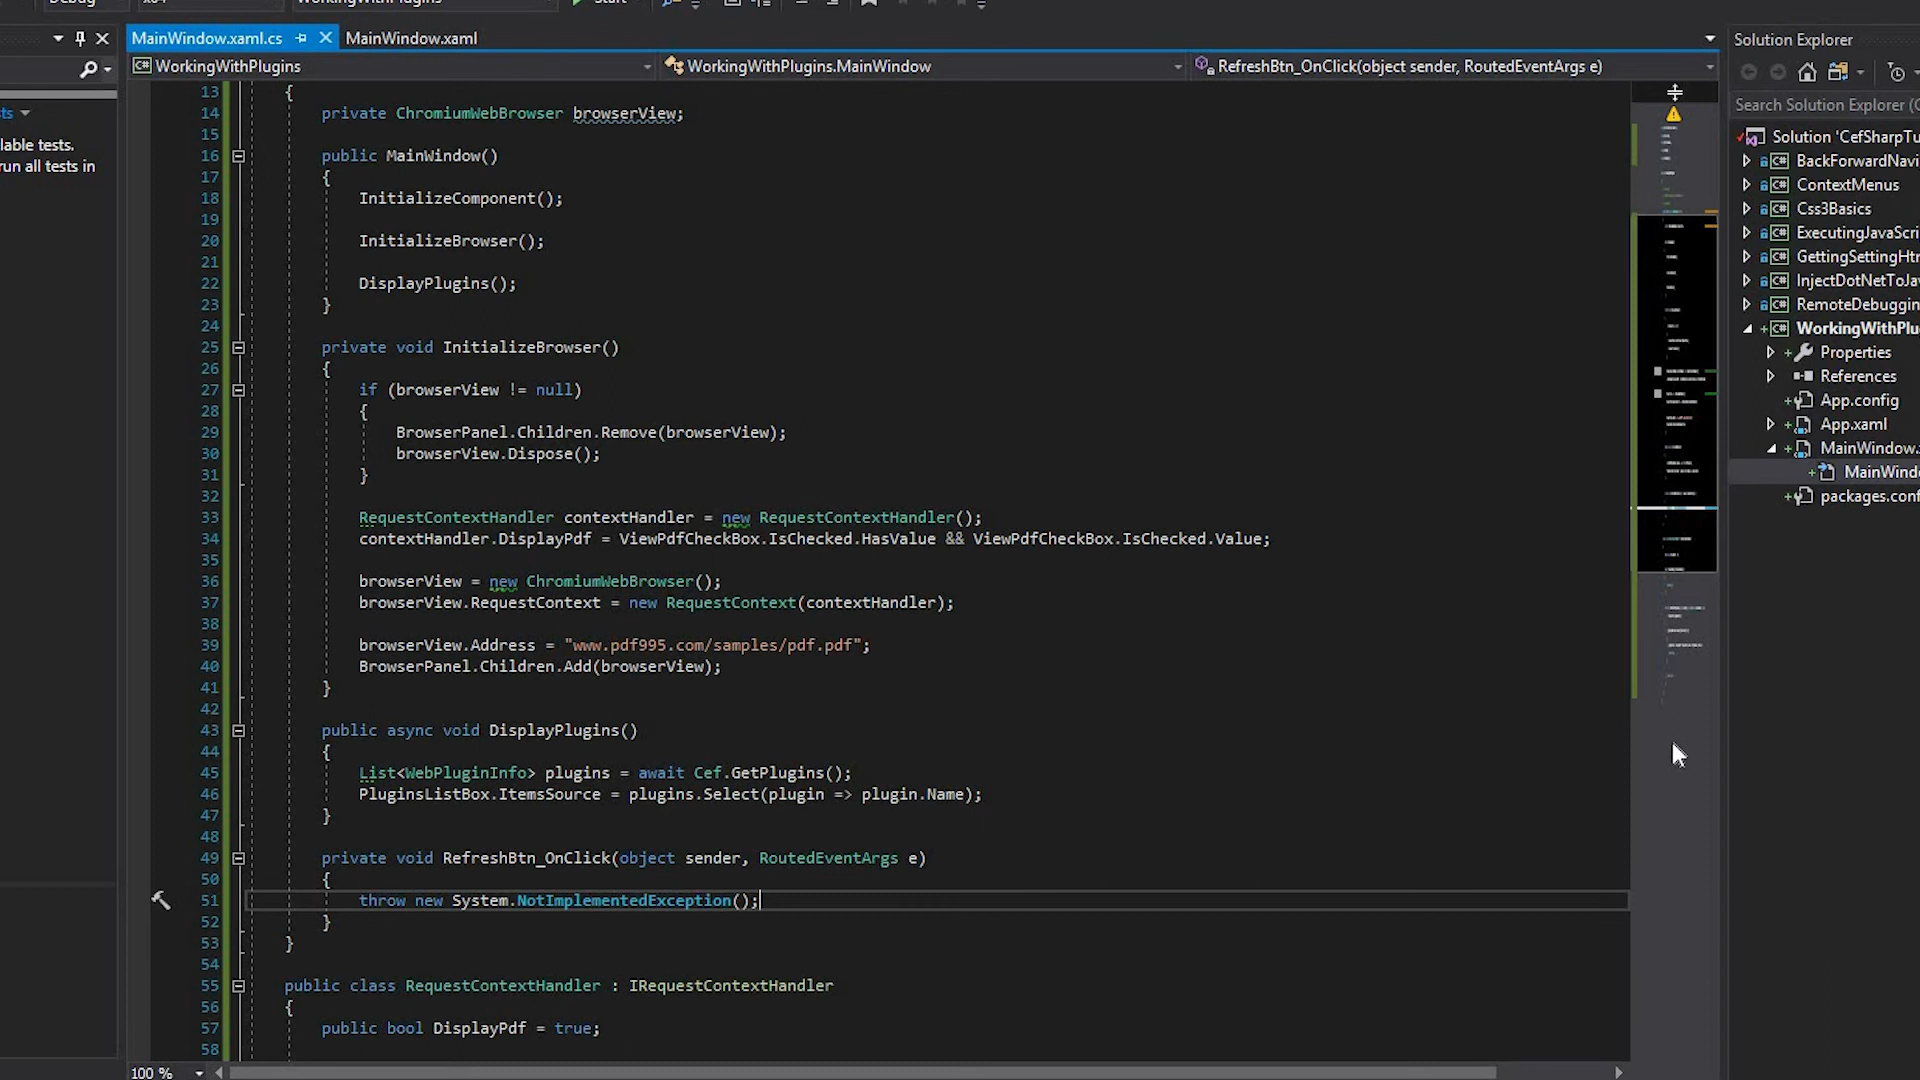 MainWindow.xaml.cs
MainWindow.xaml
WorkingWithPlugins
WorkingWithPlugins.MainWindow
RefreshBtn_OnClick(object sender, RoutedEventArgs e)
lable tests.
run all tests in
13 {
14 private ChromiumWebBrowser browserView;
15
16 public MainWindow()
17 {
18 InitializeComponent();
19
20 InitializeBrowser();
21
22 DisplayPlugins();
23 }
24
25 private void InitializeBrowser()
26 {
27 if (browserView != null)
28 {
29 BrowserPanel.Children.Remove(browserView);
30 browserView.Dispose();
31 }
32
33 RequestContextHandler contextHandler = new RequestContextHandler();
34 contextHandler.DisplayPdf = ViewPdfCheckBox.IsChecked.HasValue && ViewPdfCheckBox.IsChecked.Value;
35
36 browserView = new ChromiumWebBrowser();
37 browserView.RequestContext = new RequestContext(contextHandler);
38
39 browserView.Address = "www.pdf995.com/samples/pdf.pdf";
40 BrowserPanel.Children.Add(browserView);
41 }
42
43 public async void DisplayPlugins()
44 {
45 List<WebPluginInfo> plugins = await Cef.GetPlugins();
46 PluginsListBox.ItemsSource = plugins.Select(plugin => plugin.Name);
47 }
48
49 private void RefreshBtn_OnClick(object sender, RoutedEventArgs e)
50 {
51 throw new System.NotImplementedException();
52 }
53 }
54
55 public class RequestContextHandler : IRequestContextHandler
56 {
57 public bool DisplayPdf = true;
58
100 %
Solution Explorer
Search Solution Explorer (C
Solution 'CefSharpTu
BackForwardNavi
ContextMenus
Css3Basics
ExecutingJavaScri
GettingSettingHt
InjectDotNetToJa
RemoteDebuggin
WorkingWithPlu
Properties
References
App.config
App.xaml
MainWindow.
MainWind
packages.con